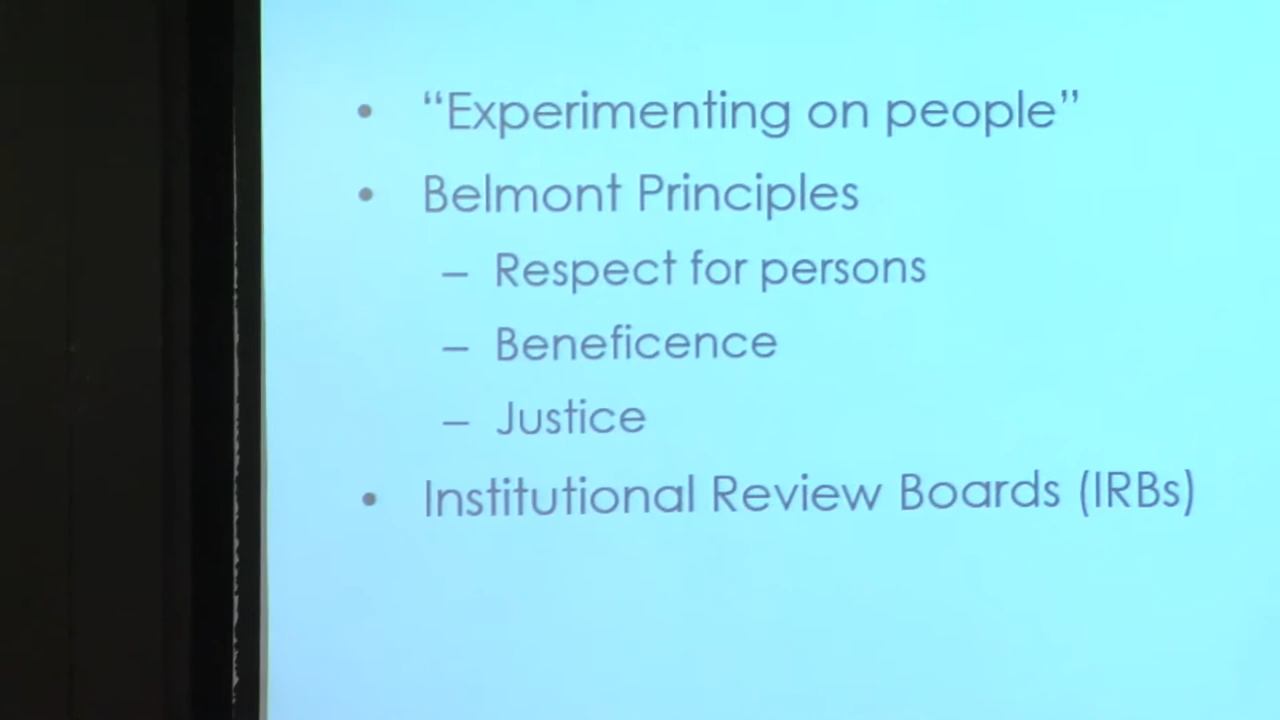 • “Experimenting on people”
• Belmont Principles
– Respect for persons
– Beneficence
– Justice
• Institutional Review Boards (IRBs)